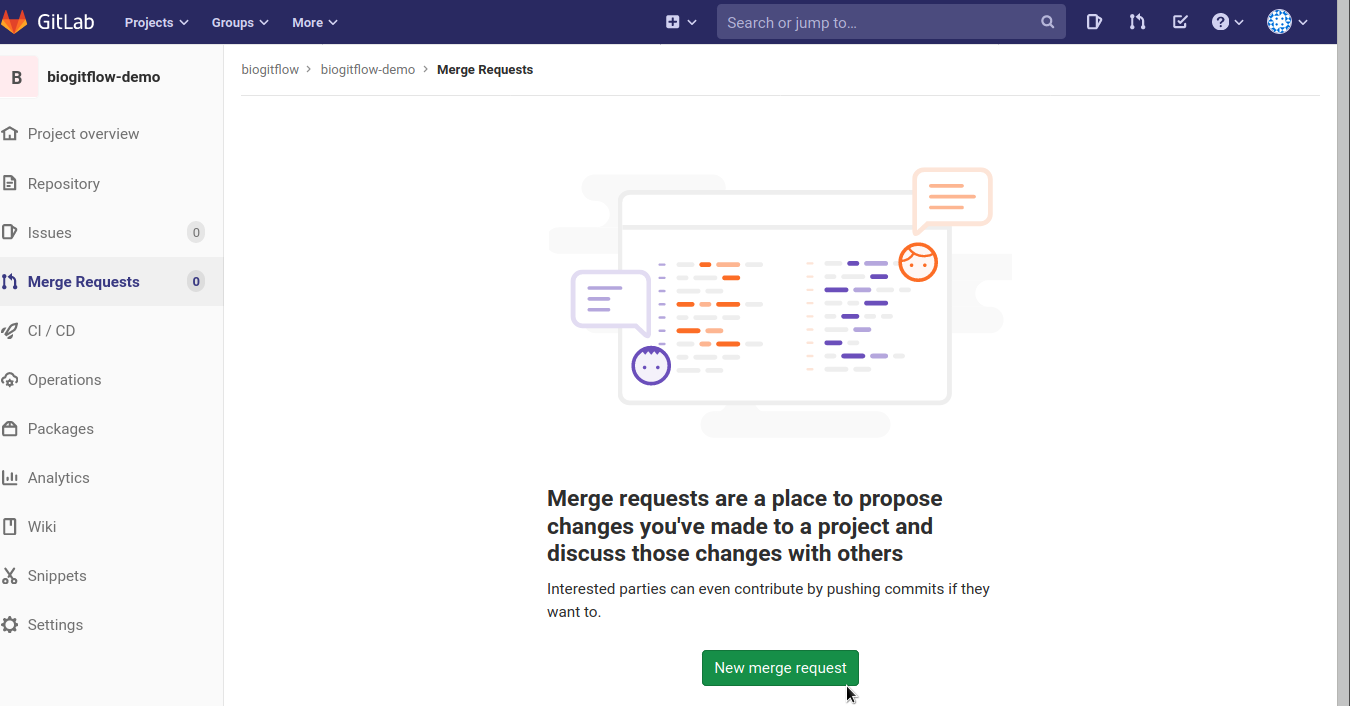 GitLab Projects Groups More Search or jump to...
B biogitflow-demo
biogitflow › biogitflow-demo › Merge Requests
Project overview
Repository
Issues 0
Merge Requests 0
CI / CD
Operations
Packages
Analytics
Wiki
Snippets
Settings
Merge requests are a place to propose
changes you've made to a project and
discuss those changes with others
Interested parties can even contribute by pushing commits if they
want to.
New merge request